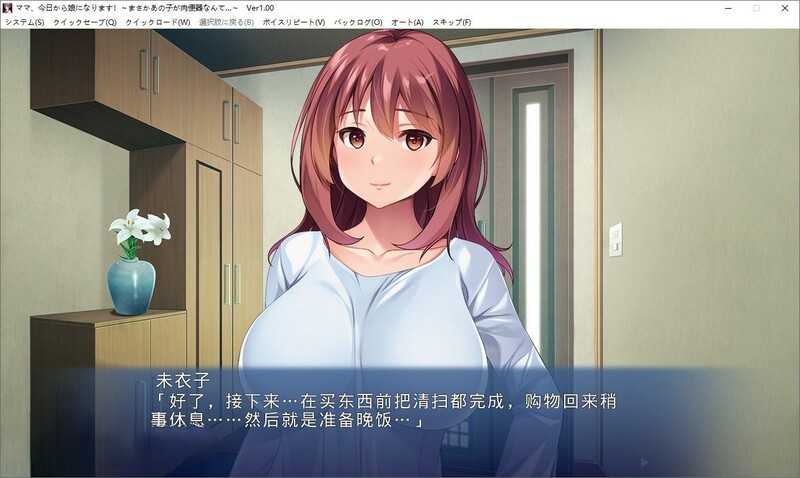 ママ、今日から娘になります! ~まさかあの子が肉便器なんて...~ Ver1.00
システム(S) クイックセーブ(Q) クイックロード(W) 選択肢に戻る(B) ボイスリピート(V) バックログ(O) オート(A) スキップ(F)
未衣子
「好了，接下来…在买东西前把清扫都完成，购物回来稍
事休息……然后就是准备晚饭…」